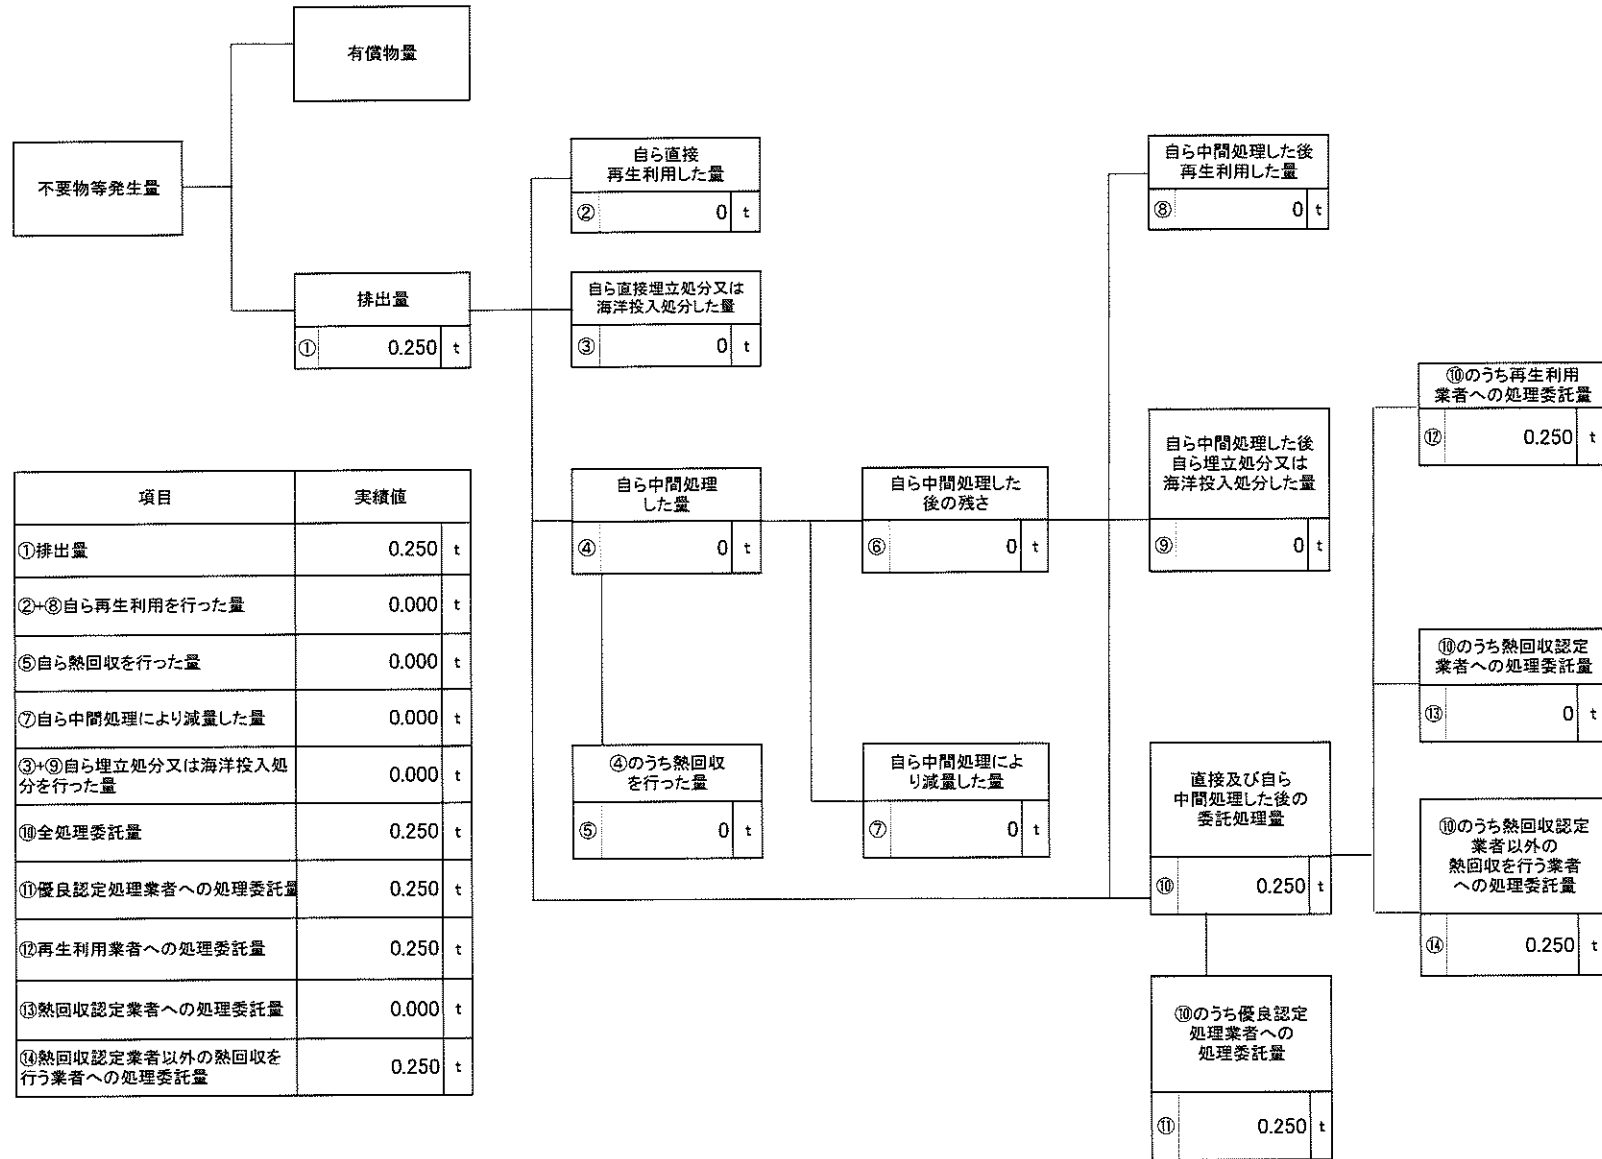 有償物量
不要物等発生量
排出量
① 0.250 t
自ら直接
再生利用した量
② 0 t
自ら直接埋立処分又は
海洋投入処分した量
③ 0 t
自ら中間処理
した量
④ 0 t
④のうち熱回収
を行った量
⑤ 0 t
自ら中間処理した
後の残さ
⑥ 0 t
自ら中間処理によ
り減量した量
⑦ 0 t
自ら中間処理した後
再生利用した量
⑧ 0 t
自ら中間処理した後
自ら埋立処分又は
海洋投入処分した量
⑨ 0 t
直接及び自ら
中間処理した後の
委託処理量
⑩ 0.250 t
⑩のうち優良認定
処理業者への
処理委託量
⑪ 0.250 t
⑩のうち再生利用
業者への処理委託量
⑫ 0.250 t
⑩のうち熱回収認定
業者への処理委託量
⑬ 0 t
⑩のうち熱回収認定
業者以外の
熱回収を行う業者
への処理委託量
⑭ 0.250 t
項目 実績値
①排出量 0.250 t
②+⑧自ら再生利用を行った量 0.000 t
⑤自ら熱回収を行った量 0.000 t
⑦自ら中間処理により減量した量 0.000 t
③+⑨自ら埋立処分又は海洋投入処
分を行った量 0.000 t
⑩全処理委託量 0.250 t
⑪優良認定処理業者への処理委託量 0.250 t
⑫再生利用業者への処理委託量 0.250 t
⑬熱回収認定業者への処理委託量 0.000 t
⑭熱回収認定業者以外の熱回収を
行う業者への処理委託量 0.250 t